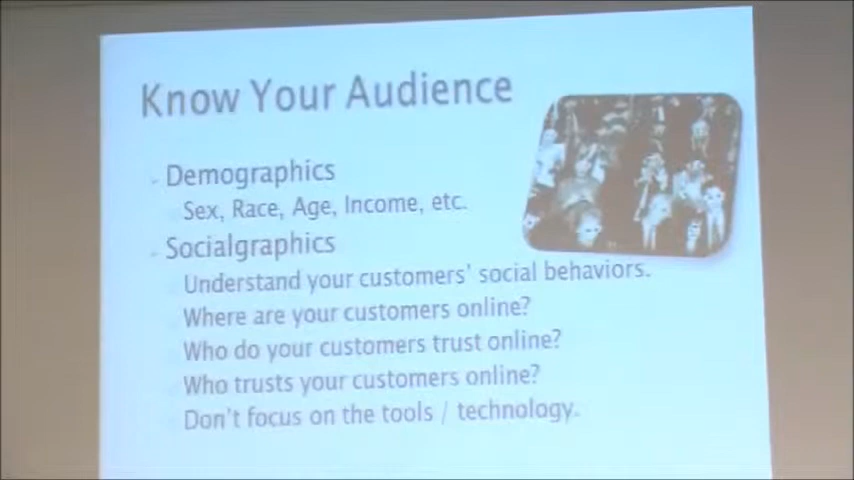 Know Your Audience
Demographics
Sex, Race, Age, Income, etc.
Socialgraphics
Understand your customers' social behaviors.
Where are your customers online?
Who do your customers trust online?
Who trusts your customers online?
Don't focus on the tools / technology.